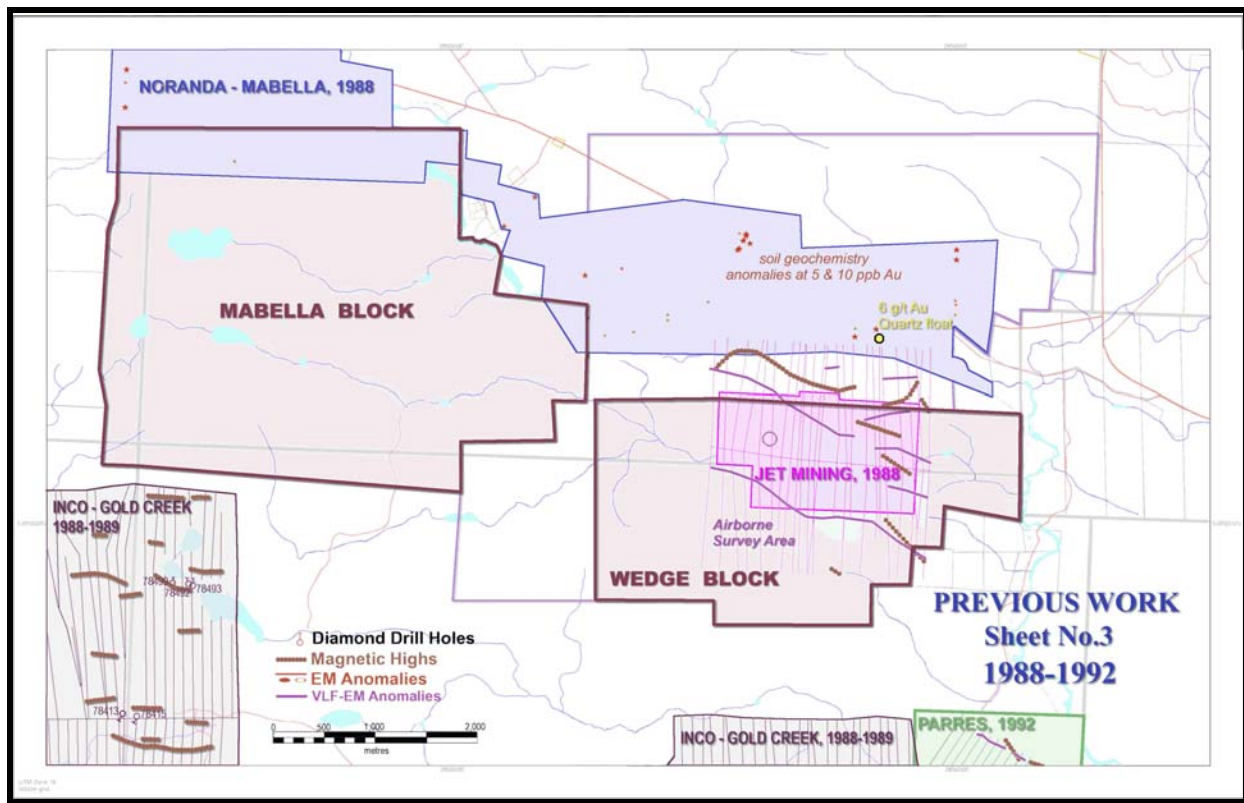 NORANDA - MABELLA, 1988
soil geochemistry
anomalies at 5 & 10 ppb Au
6 g/t Au
Quartz float
MABELLA BLOCK
JET MINING, 1988
INCO - GOLD CREEK
1988-1989
Airborne
Survey Area
78493
WEDGE BLOCK
PREVIOUS WORK
Sheet No.3
1988-1992
Diamond Drill Holes
Magnetic Highs
EM Anomalies
VLF-EM Anomalies
78413
78415
0 500 1,000 2,000
metres
INCO - GOLD CREEK, 1988-1989
PARRES, 1992